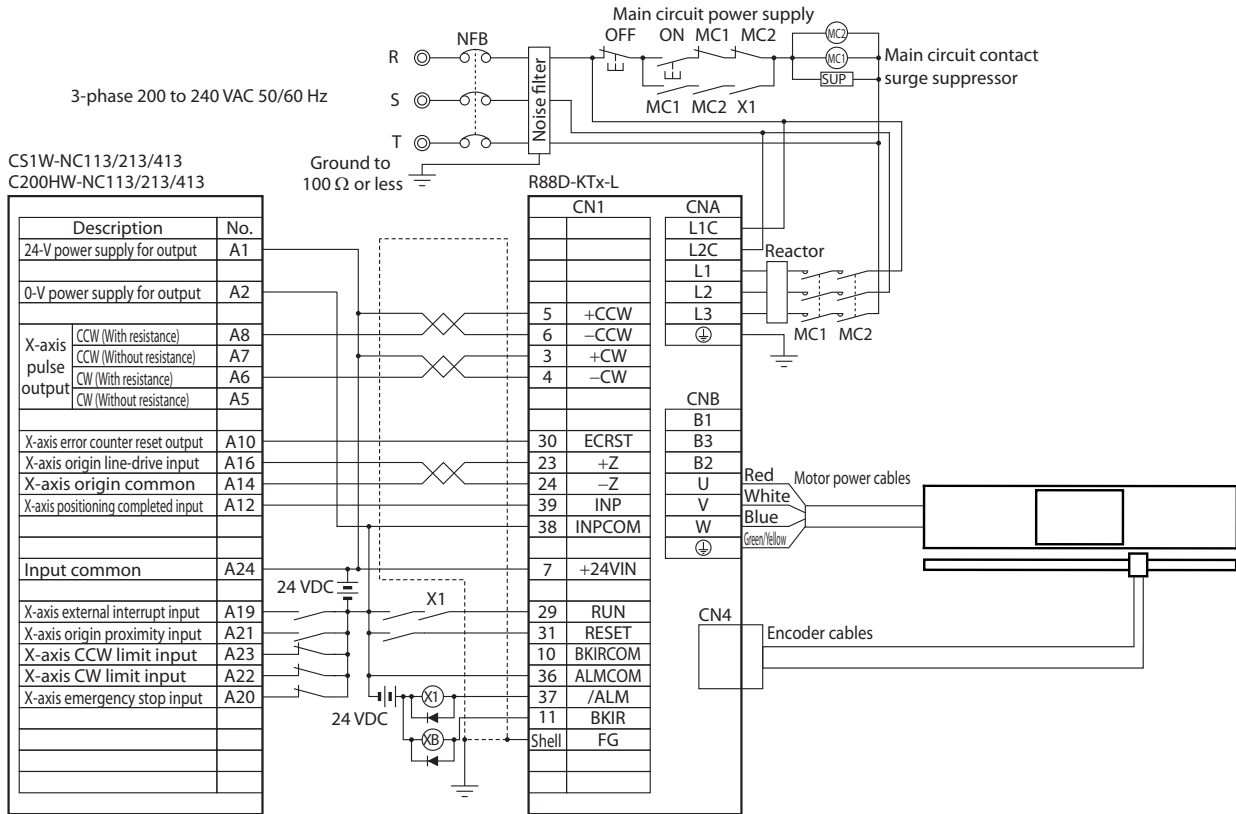 Main circuit power supply
OFF ON MC1 MC2
MC2
MC1
SUP
Main circuit contact
surge suppressor
MC1 MC2 X1
R
NFB
S
T
Noise filter
3-phase 200 to 240 VAC 50/60 Hz
Ground to
100 Ω or less
CS1W-NC113/213/413
C200HW-NC113/213/413
Description No.
24-V power supply for output A1
0-V power supply for output A2
X-axis
pulse
output
CCW (With resistance) A8
CCW (Without resistance) A7
CW (With resistance) A6
CW (Without resistance) A5
X-axis error counter reset output A10
X-axis origin line-drive input A16
X-axis origin common A14
X-axis positioning completed input A12
Input common A24
X-axis external interrupt input A19
X-axis origin proximity input A21
X-axis CCW limit input A23
X-axis CW limit input A22
X-axis emergency stop input A20
24 VDC
X1
24 VDC
X1
XB
R88D-KTx-L
CN1
5 +CCW
6 −CCW
3 +CW
4 −CW
30 ECRST
23 +Z
24 −Z
39 INP
38 INPCOM
7 +24VIN
29 RUN
31 RESET
10 BKIRCOM
36 ALMCOM
37 /ALM
11 BKIR
Shell FG
CNA
L1C
L2C
L1
L2
L3
Reactor
MC1 MC2
CNB
B1
B3
B2
U
V
W
Red
White
Blue
Green/Yellow
Motor power cables
CN4
Encoder cables